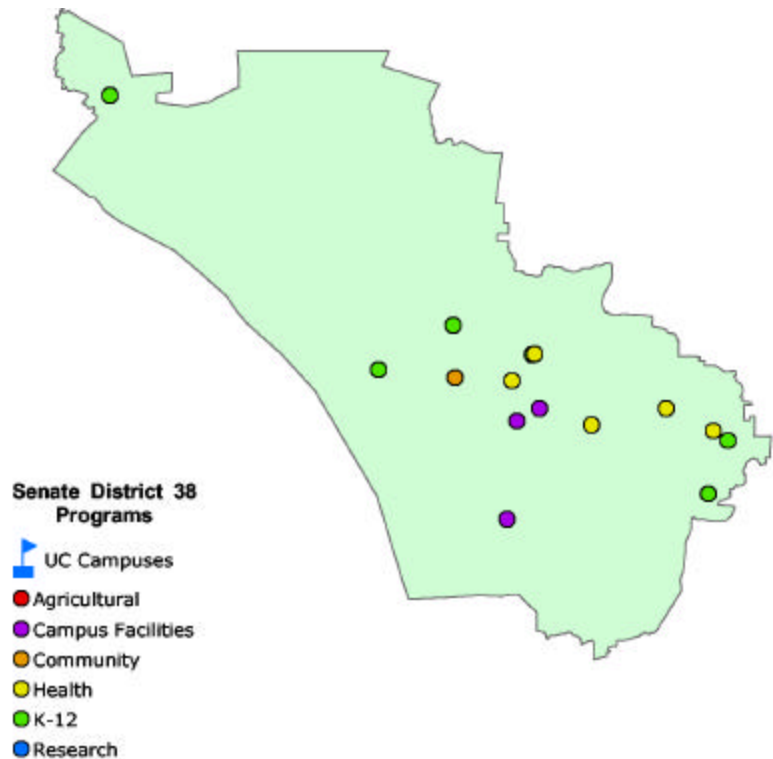 Senate District 38
Programs
UC Campuses
Agricultural
Campus Facilities
Community
Health
K-12
Research